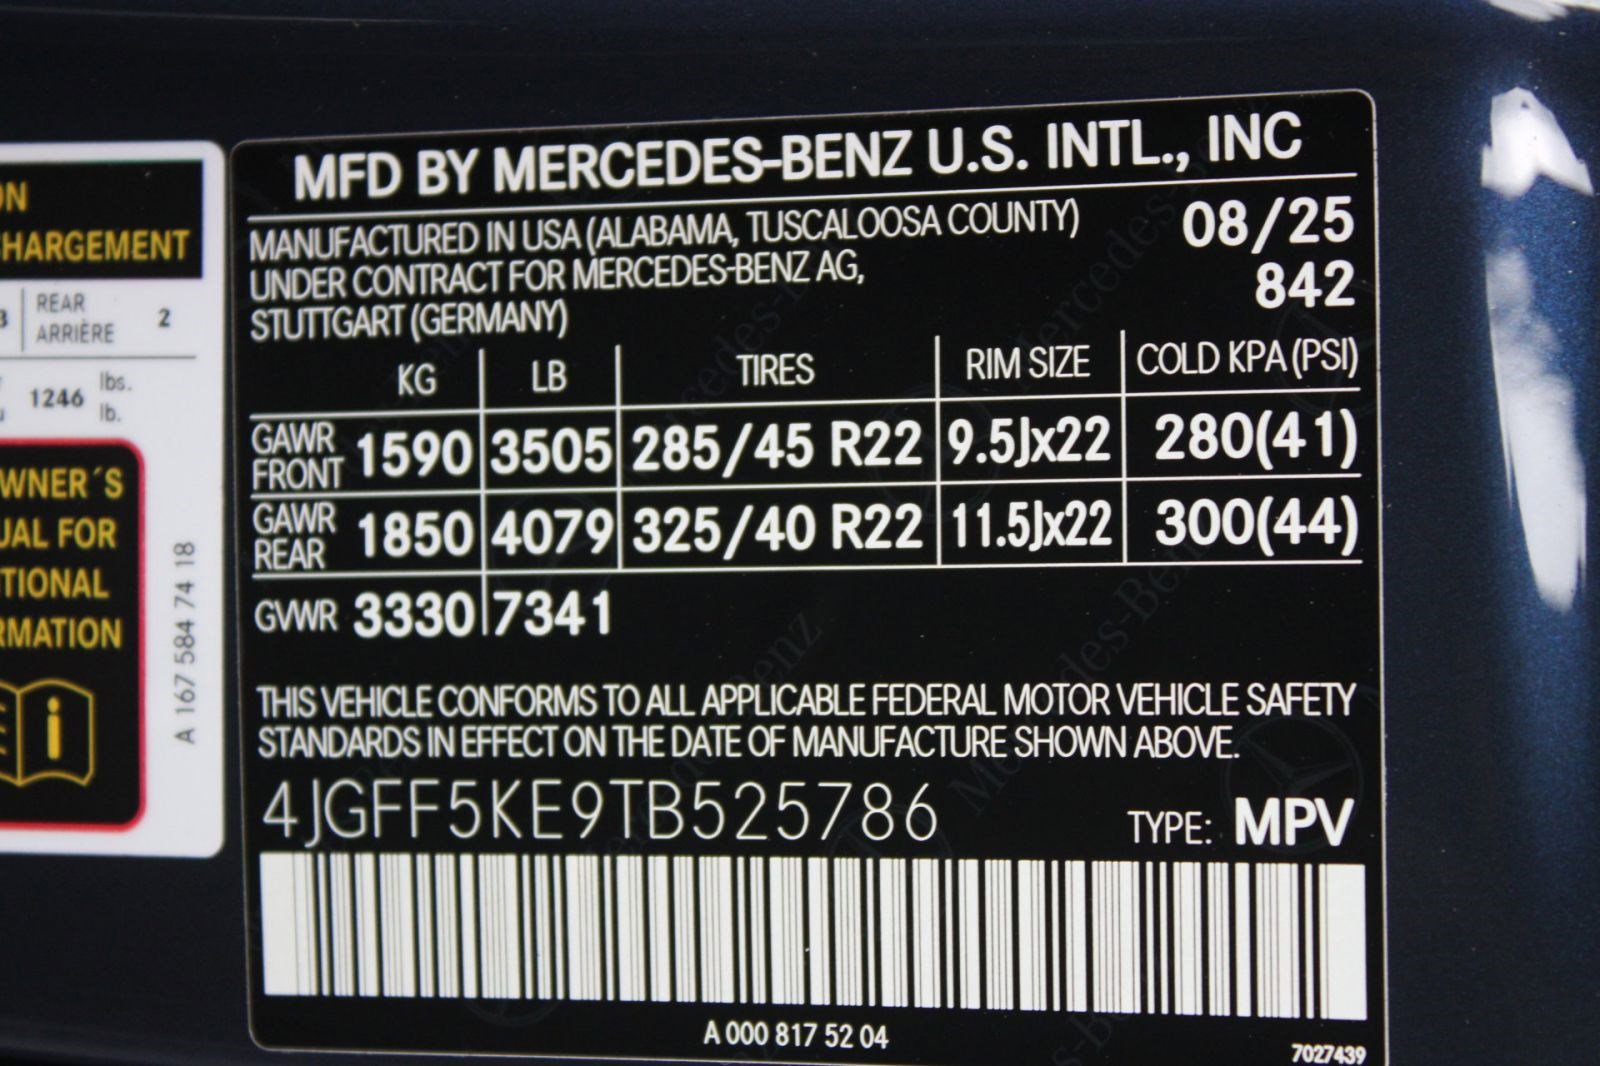 ON
CHARGEMENT
3 REAR
ARRIÈRE 2
1246 lbs.
lb.
OWNER´S
UAL FOR
ITIONAL
RMATION
A 167 584 74 18
MFD BY MERCEDES-BENZ U.S. INTL., INC
MANUFACTURED IN USA (ALABAMA, TUSCALOOSA COUNTY) 08/25
UNDER CONTRACT FOR MERCEDES-BENZ AG, 842
STUTTGART (GERMANY)
KG LB TIRES RIM SIZE COLD KPA (PSI)
GAWR FRONT 1590 3505 285/45 R22 9.5Jx22 280(41)
GAWR REAR 1850 4079 325/40 R22 11.5Jx22 300(44)
GVWR 3330 7341
THIS VEHICLE CONFORMS TO ALL APPLICABLE FEDERAL MOTOR VEHICLE SAFETY
STANDARDS IN EFFECT ON THE DATE OF MANUFACTURE SHOWN ABOVE.
4JGFF5KE9TB525786 TYPE: MPV
A 000 817 52 04
7027439